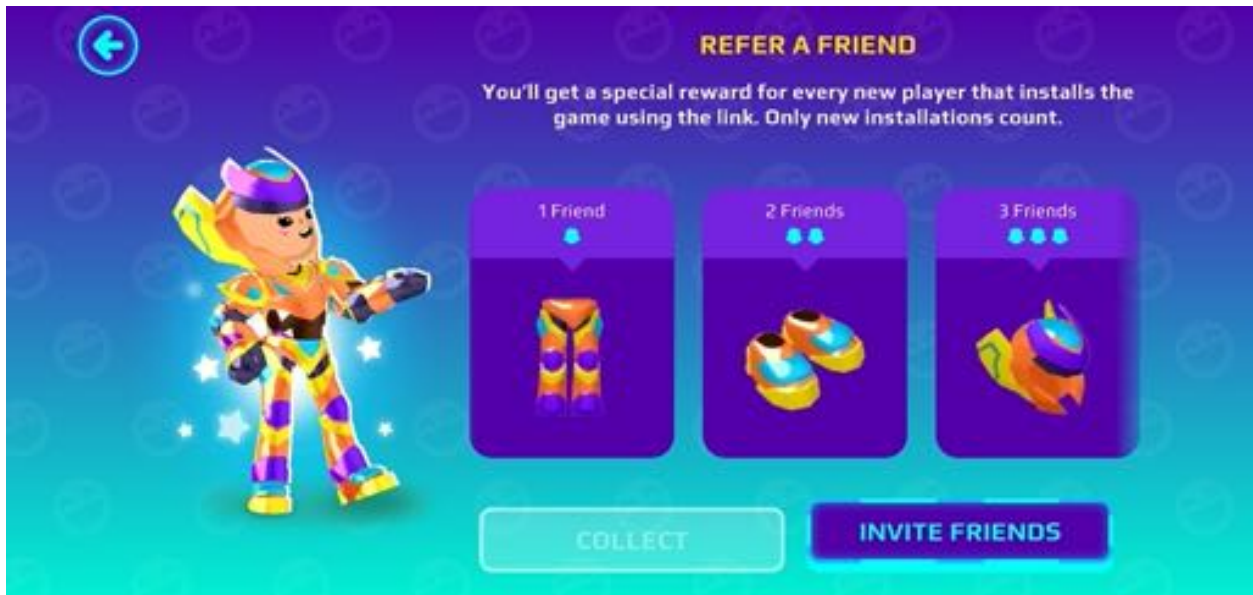 REFER A FRIEND
You'll get a special reward for every new player that installs the
game using the link. Only new installations count.
1 Friend
2 Friends
3 Friends
COLLECT
INVITE FRIENDS